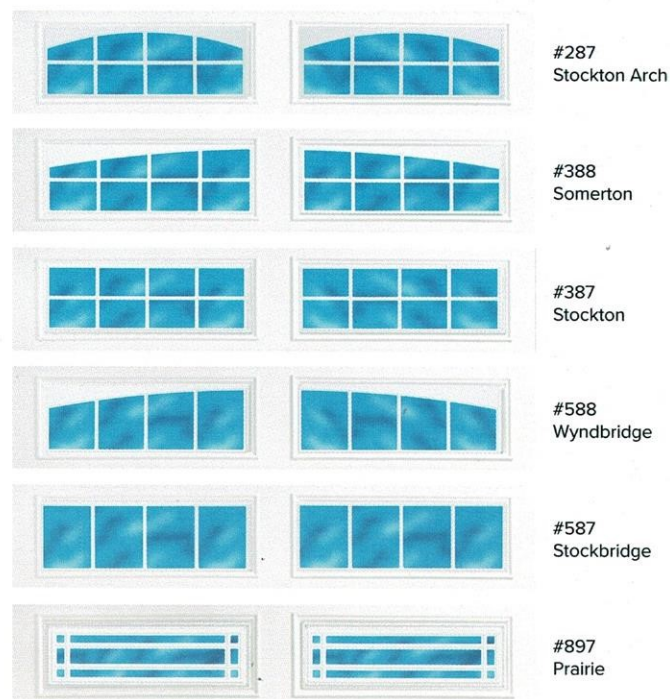 #287
Stockton Arch
#388
Somerton
#387
Stockton
#588
Wyndbridge
#587
Stockbridge
#897
Prairie